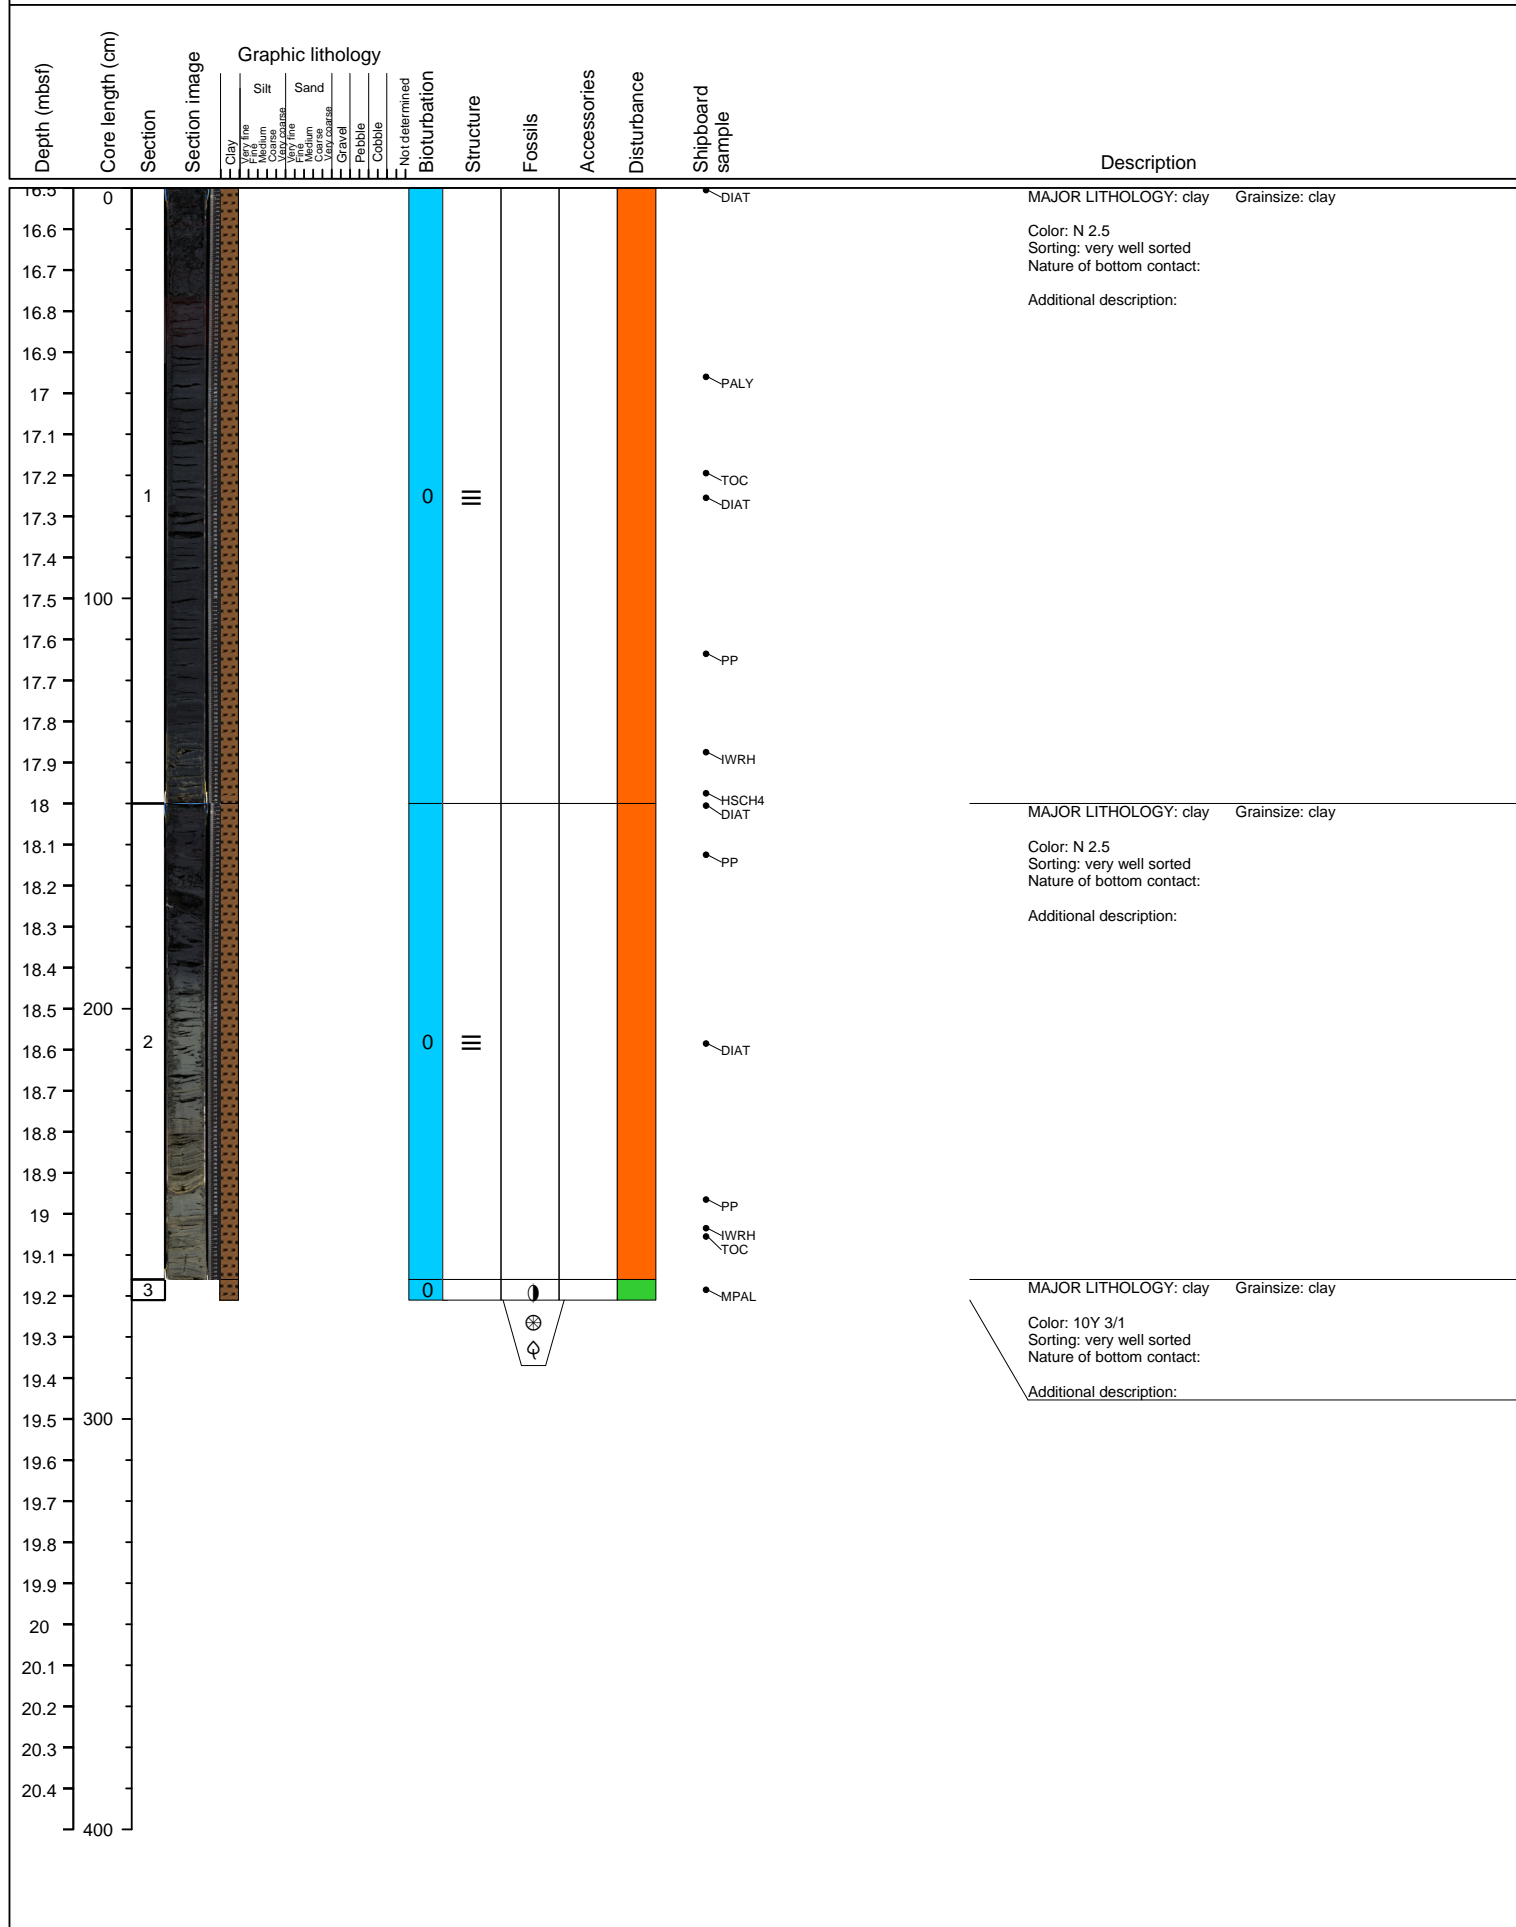 Depth (mbsf)
Core length (cm)
Section
Section image
Graphic lithology
Clay
Silt
Very fine
Fine
Medium
Coarse
Very coarse
Sand
Very fine
Fine
Medium
Coarse
Very coarse
Gravel
Pebble
Cobble
Not determined
Bioturbation
Structure
Fossils
Accessories
Disturbance
Shipboard
sample
Description
16.5
16.6
16.7
16.8
16.9
17
17.1
17.2
17.3
17.4
17.5
17.6
17.7
17.8
17.9
18
18.1
18.2
18.3
18.4
18.5
18.6
18.7
18.8
18.9
19
19.1
19.2
19.3
19.4
19.5
19.6
19.7
19.8
19.9
20
20.1
20.2
20.3
20.4
0
100
200
300
400
1
2
3
0
0
0
DIAT
PALY
TOC
DIAT
PP
IWRH
HSCH4
DIAT
PP
DIAT
PP
IWRH
TOC
MPAL
MAJOR LITHOLOGY: clay Grainsize: clay
Color: N 2.5
Sorting: very well sorted
Nature of bottom contact:
Additional description:
MAJOR LITHOLOGY: clay Grainsize: clay
Color: N 2.5
Sorting: very well sorted
Nature of bottom contact:
Additional description:
MAJOR LITHOLOGY: clay Grainsize: clay
Color: 10Y 3/1
Sorting: very well sorted
Nature of bottom contact:
Additional description: